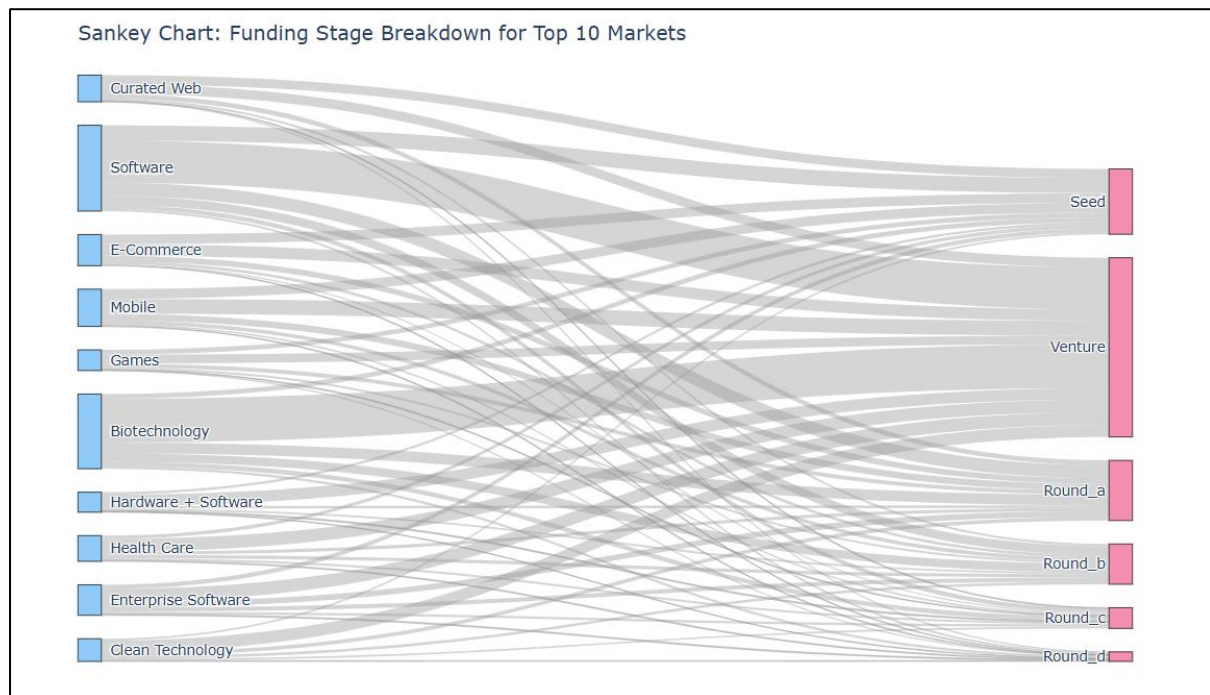 Sankey Chart: Funding Stage Breakdown for Top 10 Markets
Curated Web
Software
E-Commerce
Mobile
Games
Biotechnology
Hardware + Software
Health Care
Enterprise Software
Clean Technology
Seed
Venture
Round_a
Round_b
Round_c
Round_d